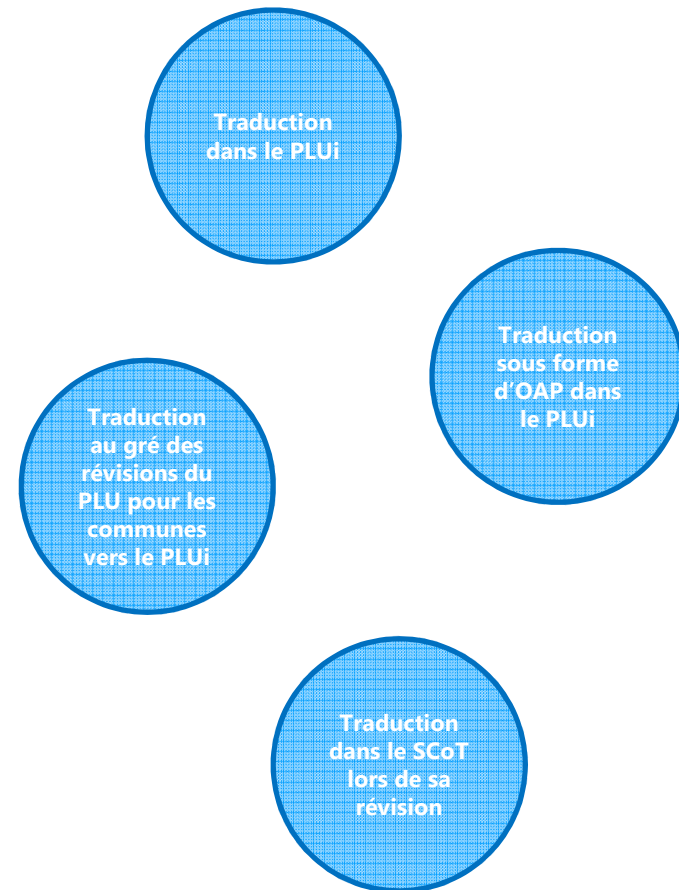 Traduction
dans le PLUi
Traduction
sous forme
d’OAP dans
le PLUi
Traduction
au gré des
révisions du
PLU pour les
communes
vers le PLUi
Traduction
dans le SCoT
lors de sa
révision